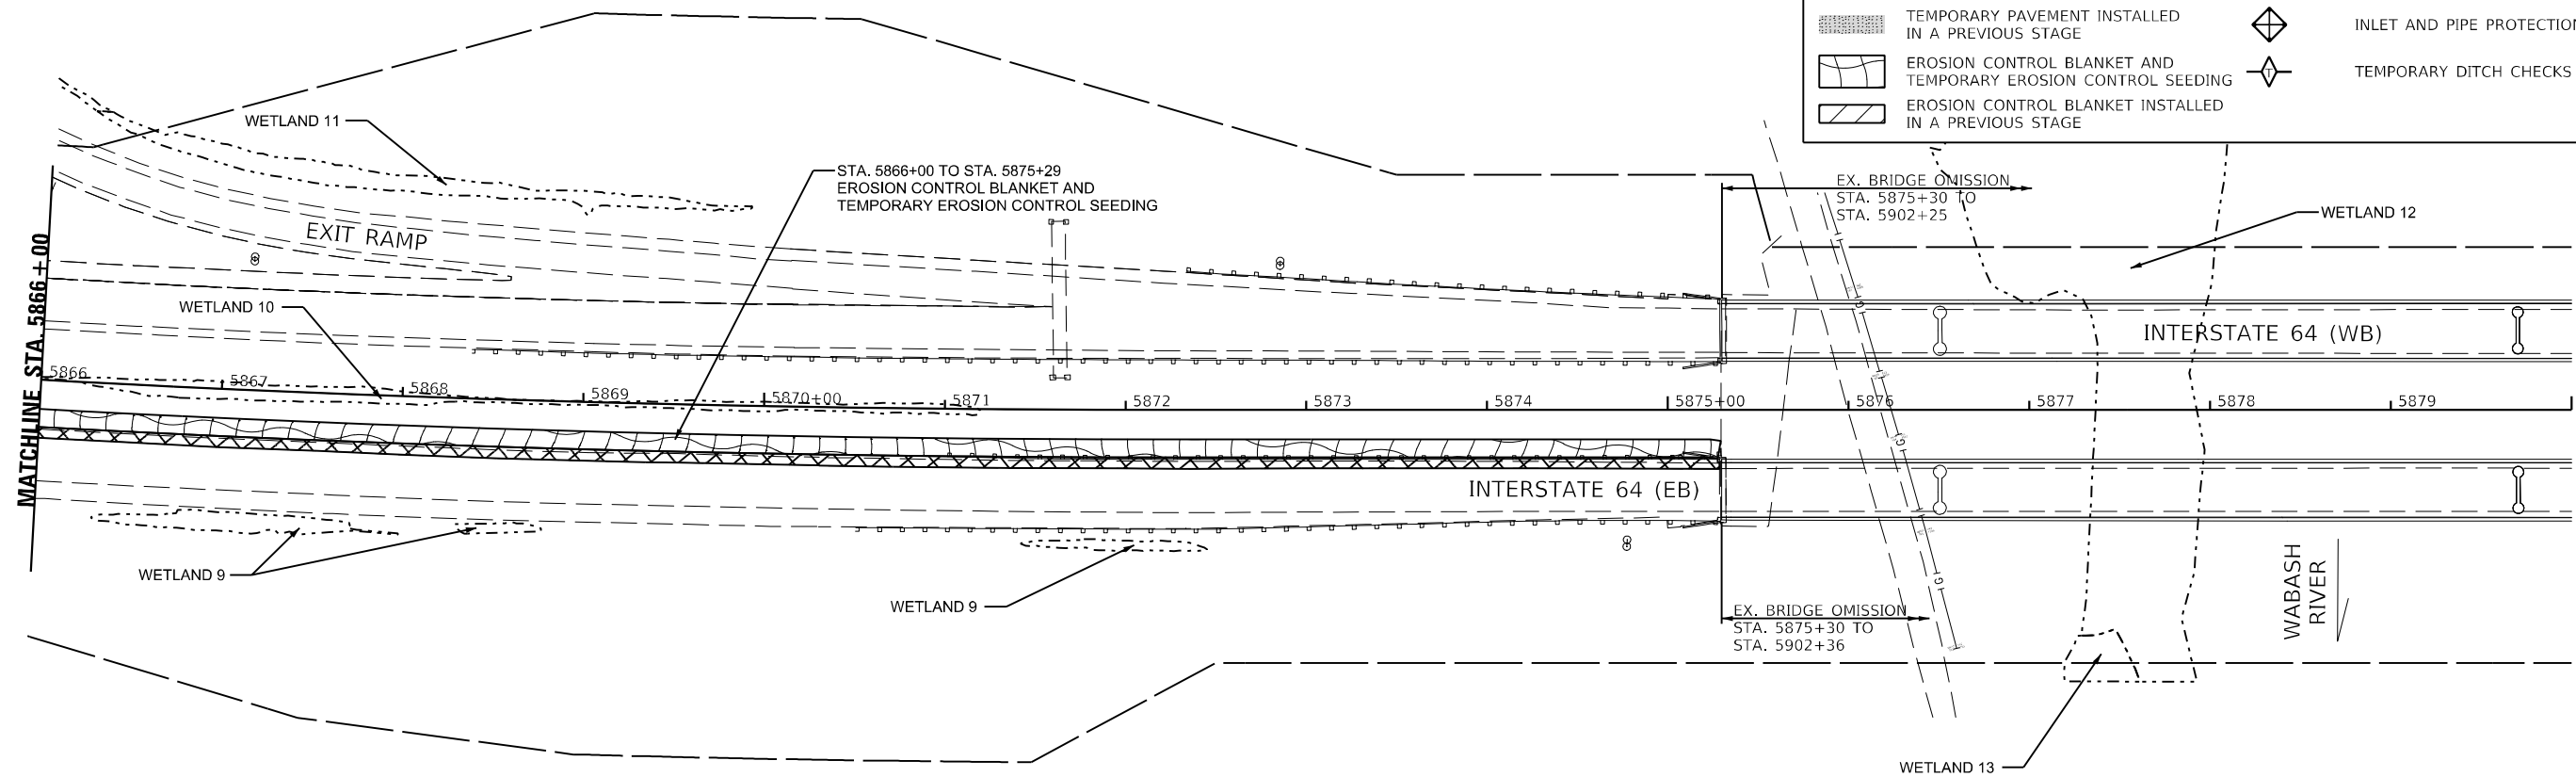 TEMPORARY PAVEMENT INSTALLED
IN A PREVIOUS STAGE
EROSION CONTROL BLANKET AND
TEMPORARY EROSION CONTROL SEEDING
EROSION CONTROL BLANKET INSTALLED
IN A PREVIOUS STAGE
INLET AND PIPE PROTECTION
T
TEMPORARY DITCH CHECKS
WETLAND 11
STA. 5866+00 TO STA. 5875+29
EROSION CONTROL BLANKET AND
TEMPORARY EROSION CONTROL SEEDING
EX. BRIDGE OMISSION
STA. 5875+30 TO
STA. 5902+25
WETLAND 12
EXIT RAMP
MATCHLINE STA. 5866+00
WETLAND 10
INTERSTATE 64 (WB)
5866
5867
5868
5869
5870+00
5871
5872
5873
5874
5875+00
5876
5877
5878
5879
G
G
G
INTERSTATE 64 (EB)
WETLAND 9
WETLAND 9
EX. BRIDGE OMISSION
STA. 5875+30 TO
STA. 5902+36
WABASH
RIVER
WETLAND 13